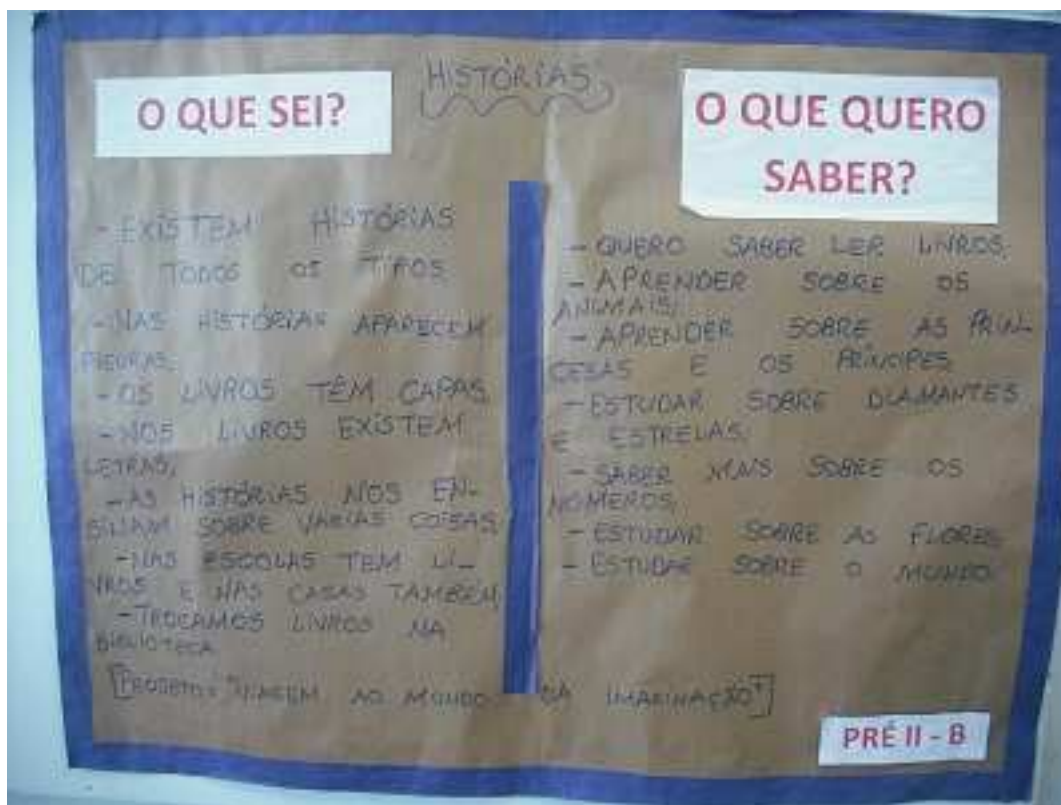 HISTÓRIAS
O QUE SEI?
- EXISTEM HISTÓRIAS
DE TODOS OS TIPOS
- NAS HISTÓRIAS APARECEM
FIGURAS;
- OS LIVROS TÊM CAPAS
- NOS LIVROS EXISTEM
LETRAS;
- AS HISTÓRIAS NOS EN-
SINAM SOBRE VÁRIAS COISAS
- NAS ESCOLAS TEM LI-
VROS E NAS CASAS TAMBÉM
- TROCAMOS LIVROS NA
BIBLIOTECA
O QUE QUERO
SABER?
- QUERO SABER LER LIVROS;
- APRENDER SOBRE OS
ANIMAIS;
- APRENDER SOBRE AS PRIN-
CESAS E OS PRÍNCIPES
- ESTUDAR SOBRE DIAMANTES
E ESTRELAS;
- SABER MAIS SOBRE OS
NÚMEROS;
- ESTUDAR SOBRE AS FLORES
- ESTUDAR SOBRE O MUNDO
[PROJETO: "VIAGEM AO MUNDO DA IMAGINAÇÃO"]
PRÉ II - B